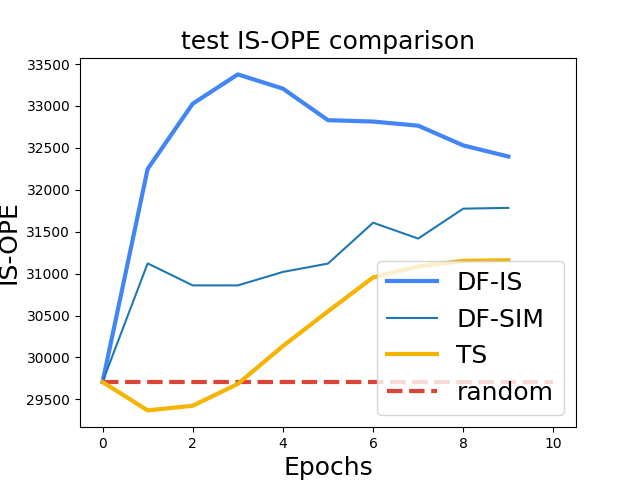 test IS-OPE comparison
IS-OPE
33500
33000
32500
32000
31500
31000
30500
30000
29500
DF-IS
DF-SIM
TS
random
0 2 4 6 8 10
Epochs